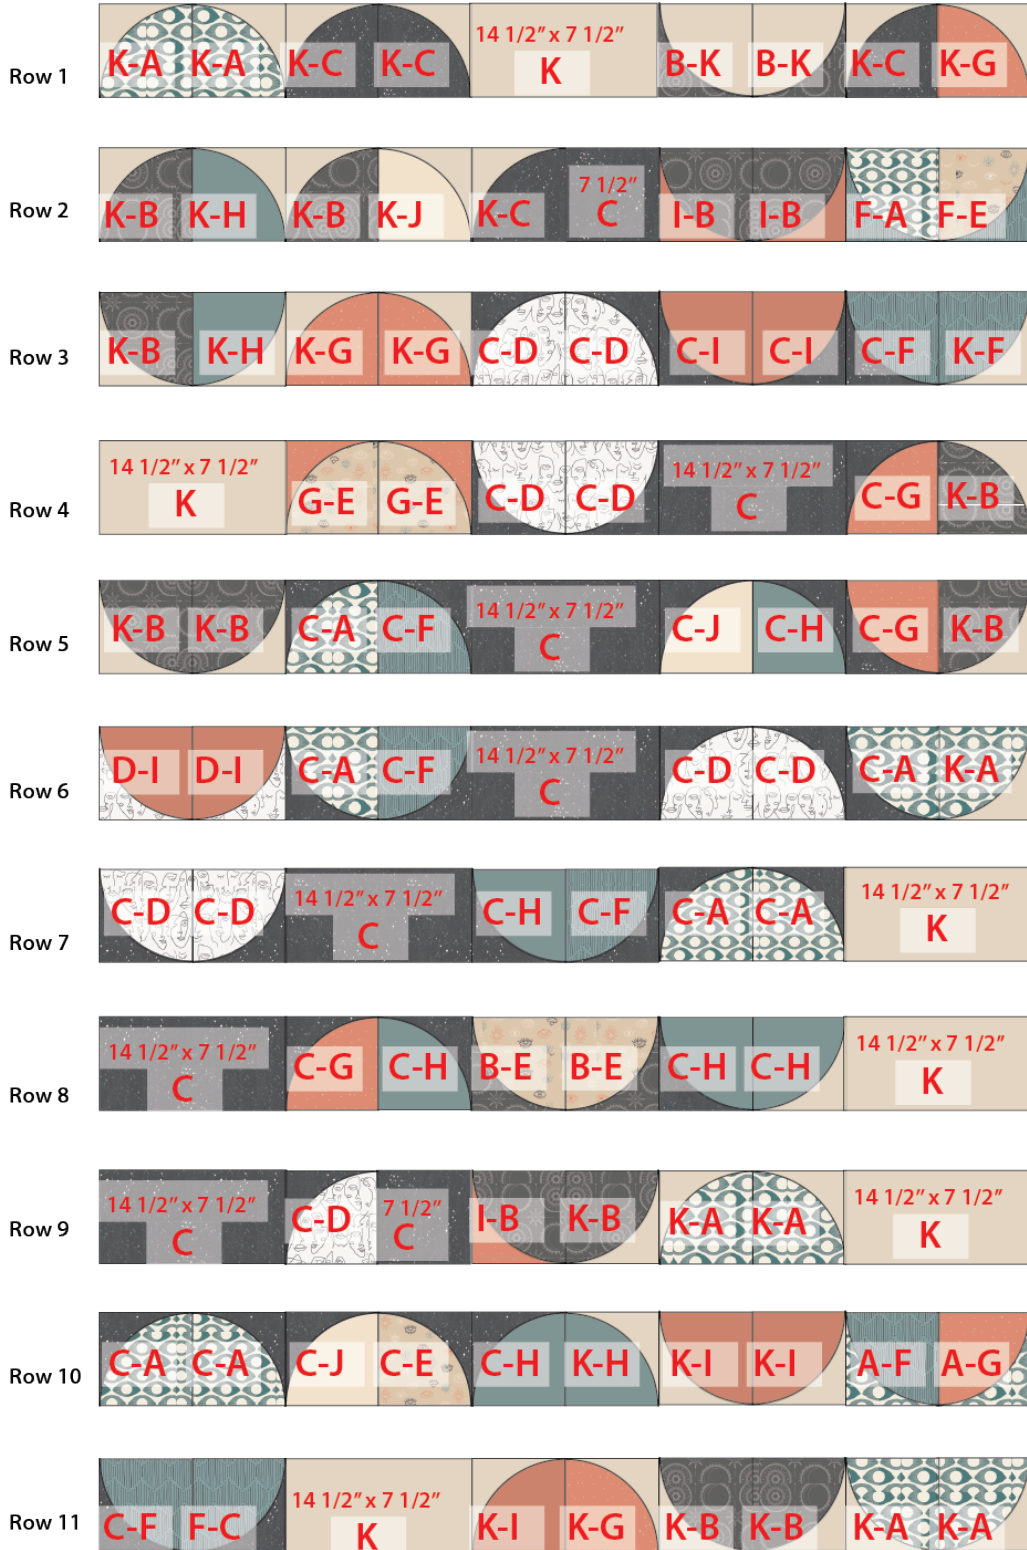 Row 1 K-A K-A K-C K-C 14 1/2” x 7 1/2” K B-K B-K K-C K-G
Row 2 K-B K-H K-B K-J K-C 7 1/2” C I-B I-B F-A F-E
Row 3 K-B K-H K-G K-G C-D C-D C-I C-I C-F K-F
Row 4 14 1/2” x 7 1/2” K G-E G-E C-D C-D 14 1/2” x 7 1/2” C C-G K-B
Row 5 K-B K-B C-A C-F 14 1/2” x 7 1/2” C C-J C-H C-G K-B
Row 6 D-I D-I C-A C-F 14 1/2” x 7 1/2” C C-D C-D C-A K-A
Row 7 C-D C-D 14 1/2” x 7 1/2” C C-H C-F C-A C-A 14 1/2” x 7 1/2” K
Row 8 14 1/2” x 7 1/2” C C-G C-H B-E B-E C-H C-H 14 1/2” x 7 1/2” K
Row 9 14 1/2” x 7 1/2” C C-D 7 1/2” C I-B K-B K-A K-A 14 1/2” x 7 1/2” K
Row 10 C-A C-A C-J C-E C-H K-H K-I K-I A-F A-G
Row 11 C-F F-C 14 1/2” x 7 1/2” K K-I K-G K-B K-B K-A K-A